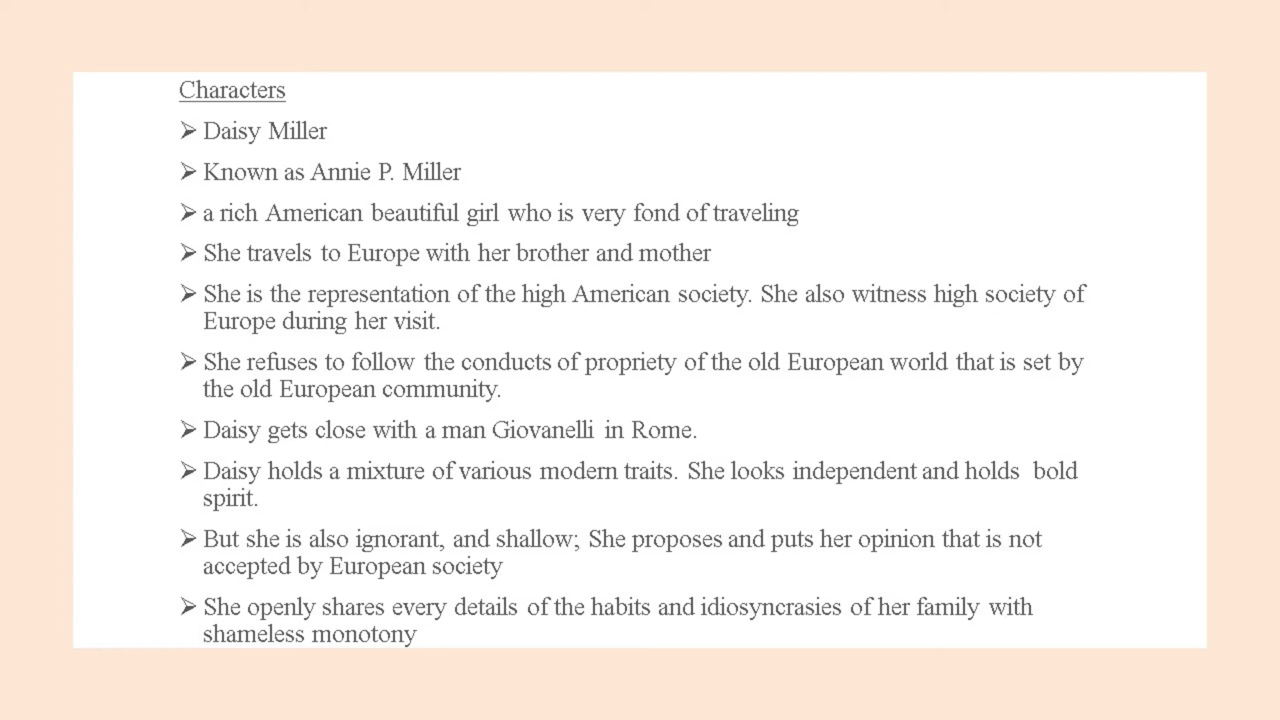 Characters
➢ Daisy Miller
➢ Known as Annie P. Miller
➢ a rich American beautiful girl who is very fond of traveling
➢ She travels to Europe with her brother and mother
➢ She is the representation of the high American society. She also witness high society of
Europe during her visit.
➢ She refuses to follow the conducts of propriety of the old European world that is set by
the old European community.
➢ Daisy gets close with a man Giovanelli in Rome.
➢ Daisy holds a mixture of various modern traits. She looks independent and holds bold
spirit.
➢ But she is also ignorant, and shallow; She proposes and puts her opinion that is not
accepted by European society
➢ She openly shares every details of the habits and idiosyncrasies of her family with
shameless monotony